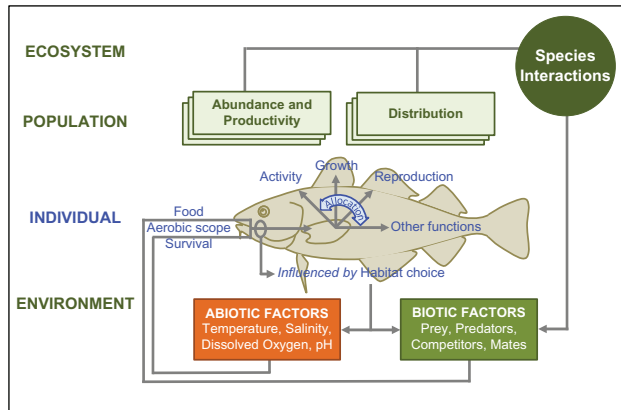 ECOSYSTEM
Species
Interactions
POPULATION
Abundance and
Productivity
Distribution
Growth
Activity
Reproduction
Allocation
INDIVIDUAL
Food
Aerobic scope
Survival
Other functions
Influenced by Habitat choice
ENVIRONMENT
ABIOTIC FACTORS
Temperature, Salinity,
Dissolved Oxygen, pH
BIOTIC FACTORS
Prey, Predators,
Competitors, Mates